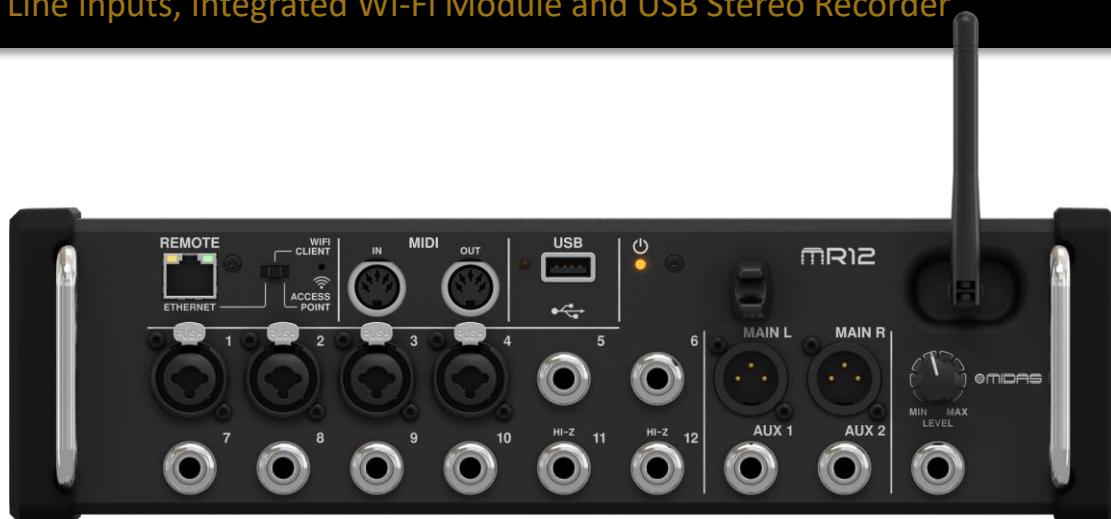 Line Inputs, Integrated Wi-Fi Module and USB Stereo Recorder
REMOTE
WIFI
CLIENT
ETHERNET
ACCESS
POINT
MIDI
IN
OUT
USB
MR12
PUSH
1
PUSH
2
PUSH
3
PUSH
4
5
6
MAIN L
MAIN R
MIDAS
MIN
MAX
LEVEL
7
8
9
10
HI-Z
11
HI-Z
12
AUX 1
AUX 2